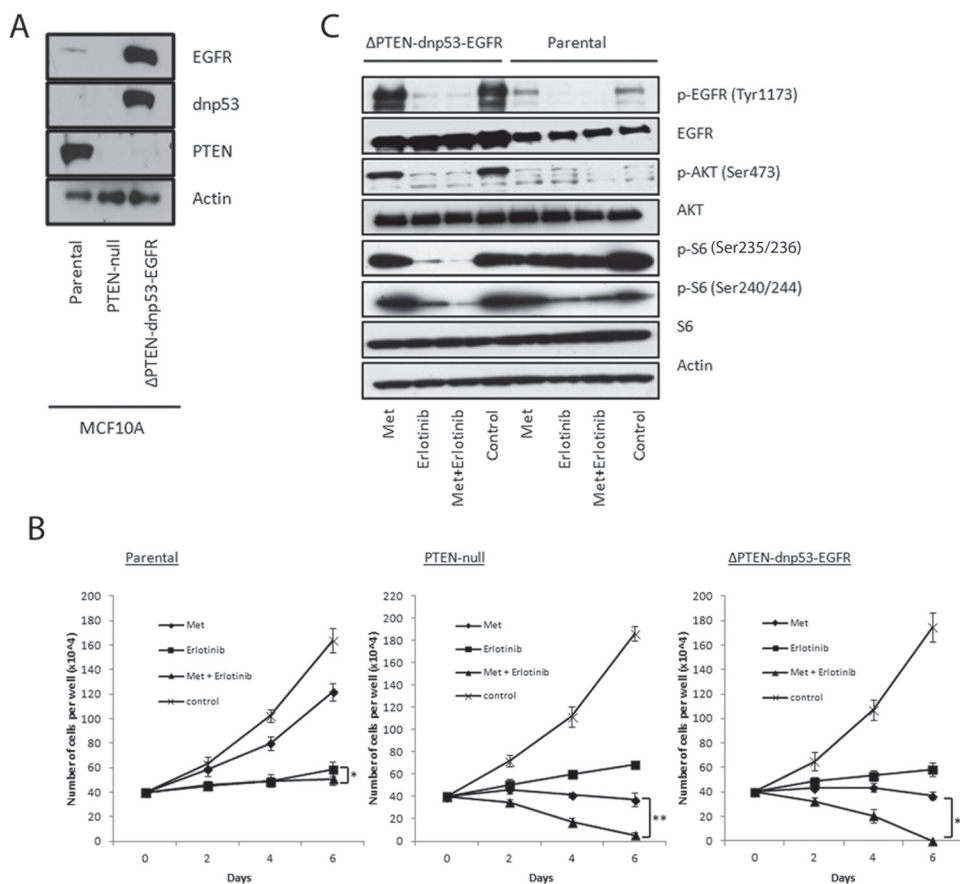 A
EGFR
dnp53
PTEN
Actin
Parental
PTEN-null
ΔPTEN-dnp53-EGFR
MCF10A
C
ΔPTEN-dnp53-EGFR
Parental
p-EGFR (Tyr1173)
EGFR
p-AKT (Ser473)
AKT
p-S6 (Ser235/236)
p-S6 (Ser240/244)
S6
Actin
Met
Erlotinib
Met+Erlotinib
Control
Met
Erlotinib
Met+Erlotinib
Control
B
Parental
Number of cells per well (x10^4)
180
160
140
120
100
80
60
40
20
0
Met
Erlotinib
Met + Erlotinib
control
*
0 2 4 6
Days
PTEN-null
Number of cells per well (x10^4)
220
200
180
160
140
120
100
80
60
40
20
0
Met
Erlotinib
Met + Erlotinib
control
**
0 2 4 6
Days
ΔPTEN-dnp53-EGFR
Number of cells per well (x10^4)
200
180
160
140
120
100
80
60
40
20
0
Met
Erlotinib
Met + Erlotinib
control
*
0 2 4 6
Days